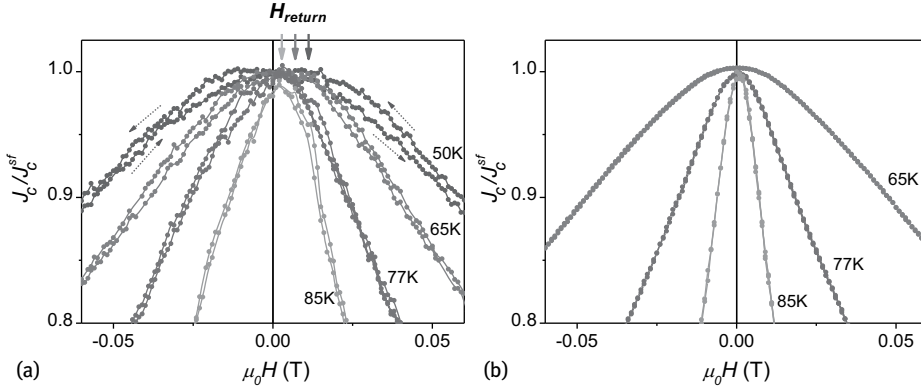 H_return
J_c/J_c^sf
1.0
0.9
0.8
50K
65K
77K
85K
-0.05
0.00
0.05
(a)
μ₀H (T)
J_c/J_c^sf
1.0
0.9
0.8
65K
77K
85K
-0.05
0.00
0.05
(b)
μ₀H (T)